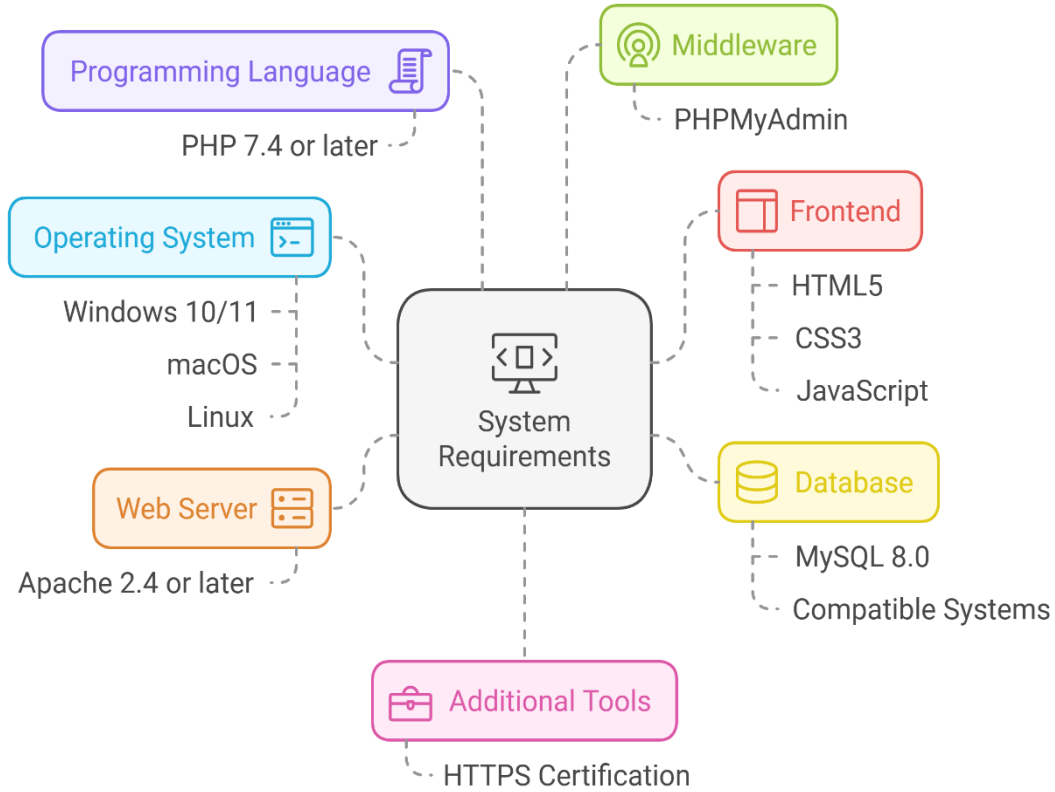 Programming Language
PHP 7.4 or later
Operating System
Windows 10/11
macOS
Linux
Web Server
Apache 2.4 or later
System
Requirements
Middleware
PHPMyAdmin
Frontend
HTML5
CSS3
JavaScript
Database
MySQL 8.0
Compatible Systems
Additional Tools
HTTPS Certification